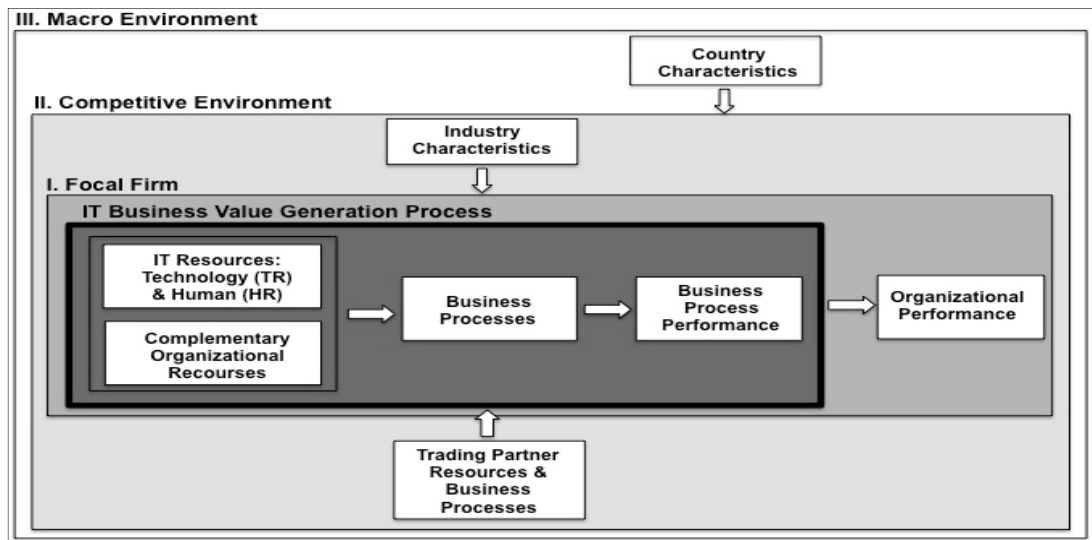 III. Macro Environment
Country
Characteristics
II. Competitive Environment
Industry
Characteristics
I. Focal Firm
IT Business Value Generation Process
IT Resources:
Technology (TR)
& Human (HR)
Complementary
Organizational
Recourses
Business
Processes
Business
Process
Performance
Organizational
Performance
Trading Partner
Resources &
Business
Processes